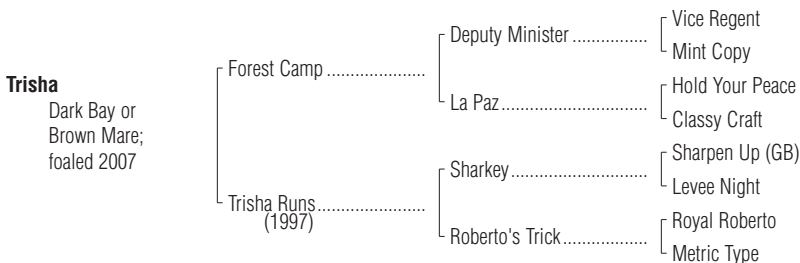 Trisha
Dark Bay or
Brown Mare;
foaled 2007
Forest Camp ......................
Trisha Runs........................
(1997)
Deputy Minister ................
La Paz................................
Sharkey..............................
Roberto's Trick..................
Vice Regent
Mint Copy
Hold Your Peace
Classy Craft
Sharpen Up (GB)
Levee Night
Royal Roberto
Metric Type